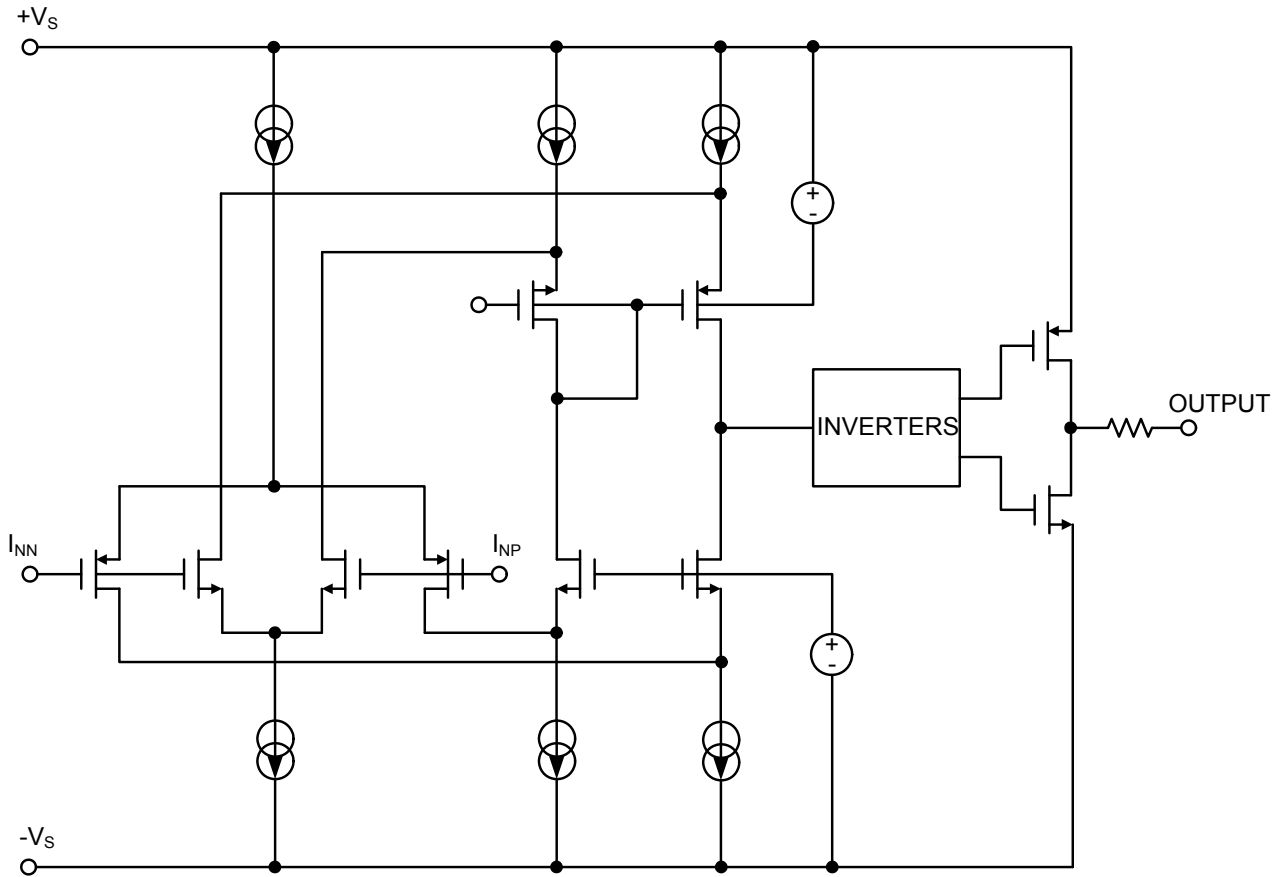 +VS
+
-
INVERTERS
OUTPUT
INN
INP
+
-
-VS